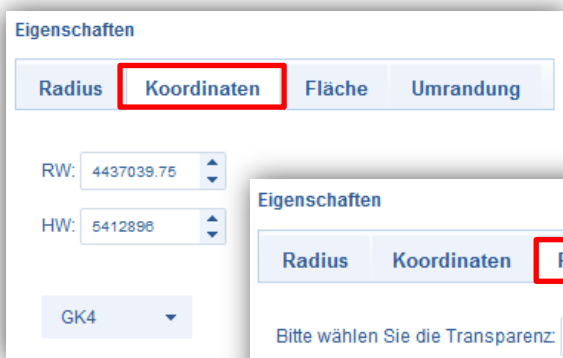 Eigenschaften
Radius Koordinaten Fläche Umrandung
RW: 4437039.75
HW: 5412896
GK4
Eigenschaften
Radius Koordinaten
Bitte wählen Sie die Transparenz: